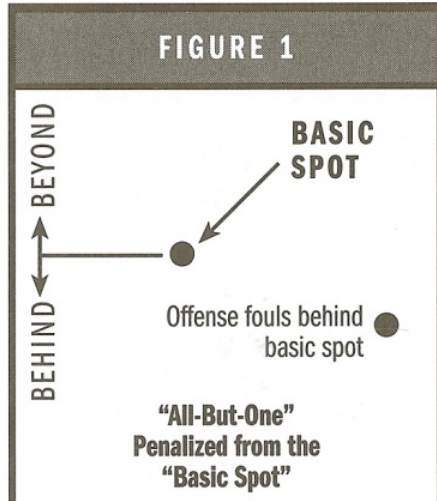 FIGURE 1
BEYOND
BEHIND
BASIC
SPOT
Offense fouls behind
basic spot
“All-But-One”
Penalized from the
“Basic Spot”